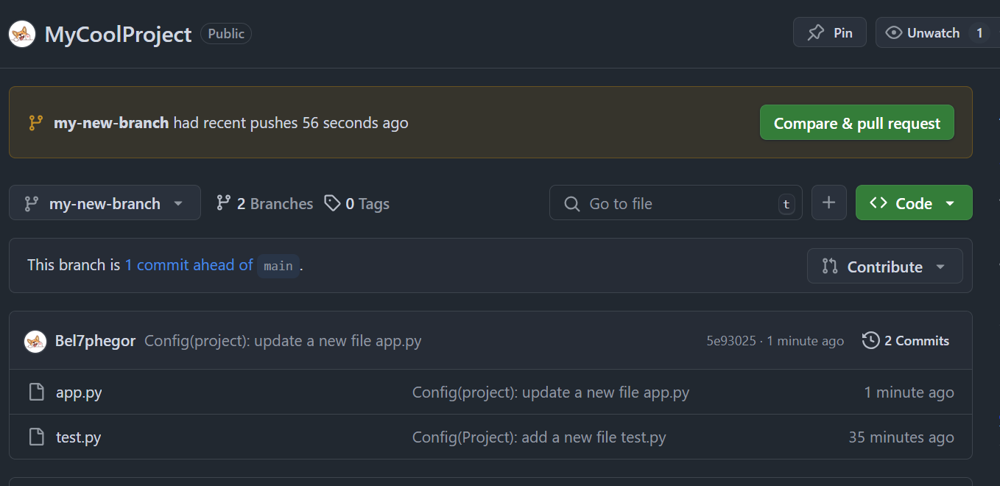 MyCoolProject Public Pin Unwatch 1
my-new-branch had recent pushes 56 seconds ago Compare & pull request
my-new-branch 2 Branches 0 Tags Go to file t + Code
This branch is 1 commit ahead of main . Contribute
Bel7phegor Config(project): update a new file app.py 5e93025 · 1 minute ago 2 Commits
app.py Config(project): update a new file app.py 1 minute ago
test.py Config(Project): add a new file test.py 35 minutes ago